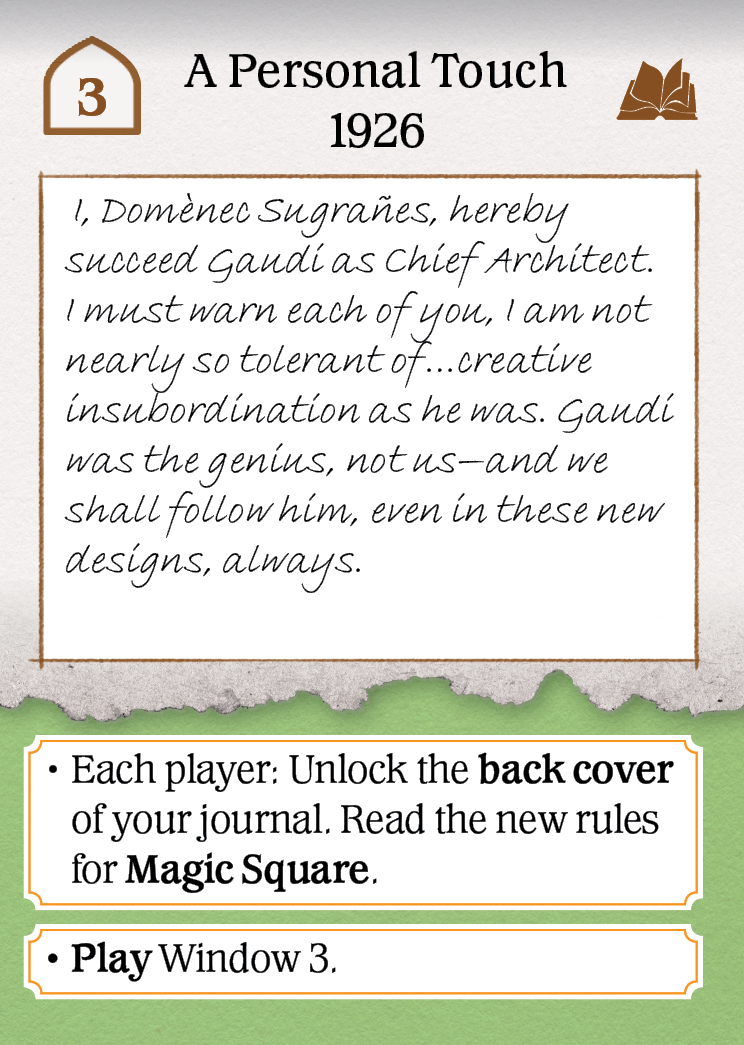 3
A Personal Touch
1926
I, Domènec Sugrañes, hereby
succeed Gaudí as Chief Architect.
I must warn each of you, I am not
nearly so tolerant of...creative
insubordination as he was. Gaudí
was the genius, not us—and we
shall follow him, even in these new
designs, always.
• Each player: Unlock the back cover
of your journal. Read the new rules
for Magic Square.
• Play Window 3.